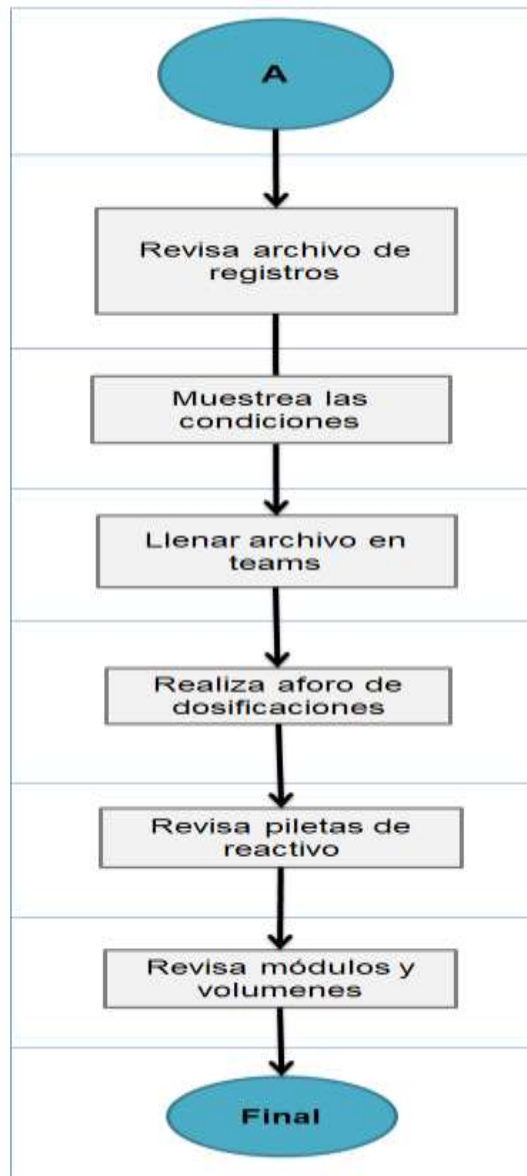 A
Revisa archivo de
registros
Muestrea las
condiciones
Llenar archivo en
teams
Realiza aforo de
dosificaciones
Revisa piletas de
reactivo
Revisa módulos y
volumenes
Final